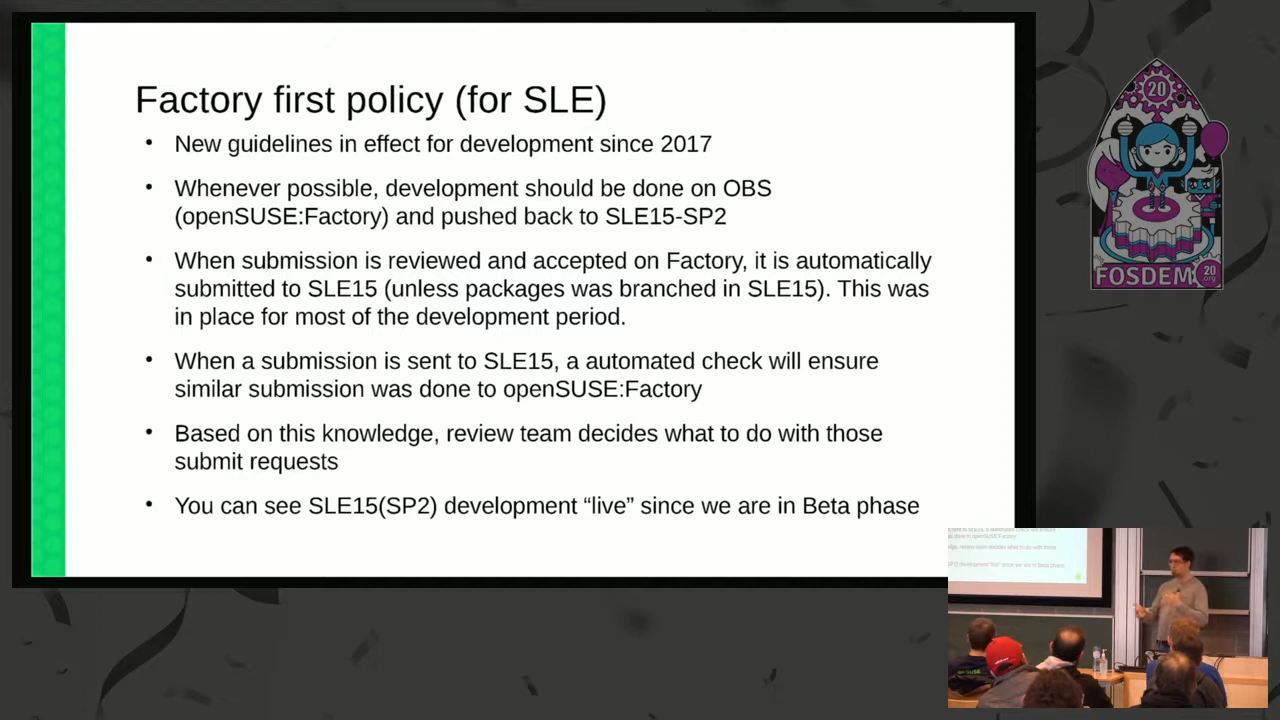 Factory first policy (for SLE)
• New guidelines in effect for development since 2017
• Whenever possible, development should be done on OBS
(openSUSE:Factory) and pushed back to SLE15-SP2
• When submission is reviewed and accepted on Factory, it is automatically
submitted to SLE15 (unless packages was branched in SLE15). This was
in place for most of the development period.
• When a submission is sent to SLE15, a automated check will ensure
similar submission was done to openSUSE:Factory
• Based on this knowledge, review team decides what to do with those
submit requests
• You can see SLE15(SP2) development “live” since we are in Beta phase
20
FOSDEM
20
.org